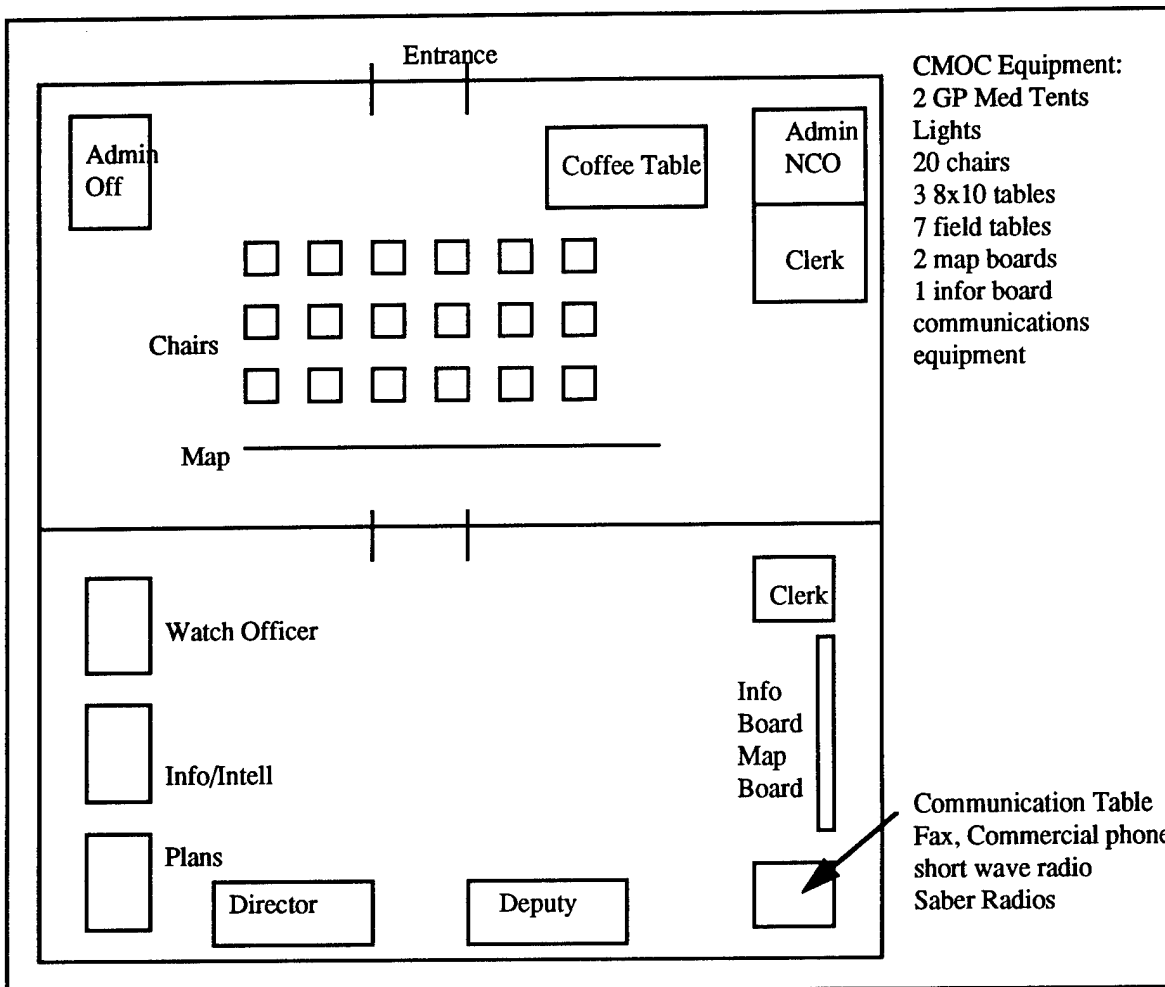 Entrance
Admin
Off
Coffee Table
Admin
NCO
Clerk
CMOC Equipment:
2 GP Med Tents
Lights
20 chairs
3 8x10 tables
7 field tables
2 map boards
1 infor board
communications
equipment
Chairs
Map
Clerk
Watch Officer
Info
Board
Map
Board
Info/Intell
Plans
Director
Deputy
Communication Table
Fax, Commercial phone
short wave radio
Saber Radios